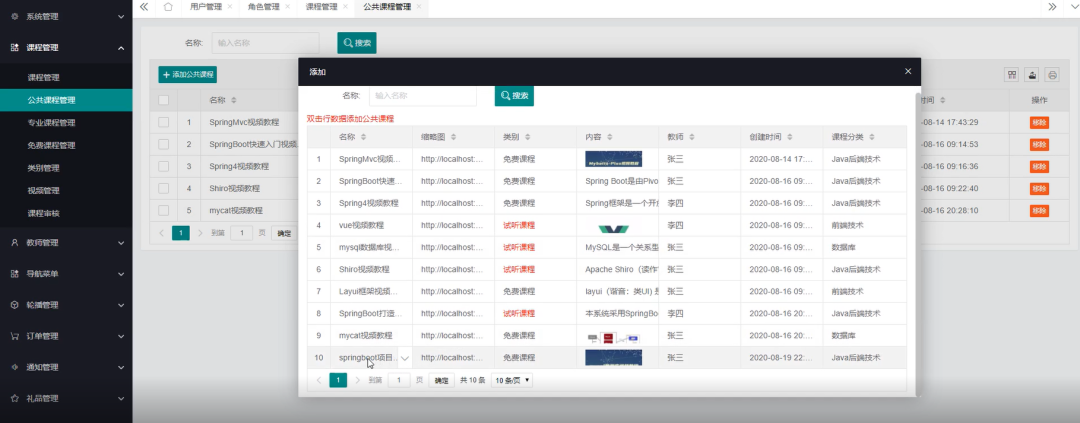 系统管理
课程管理
课程管理
公共课程管理
专业课程管理
免费课程管理
类别管理
视频管理
课程审核
教师管理
导航菜单
轮播管理
订单管理
通知管理
礼品管理
用户管理 × 角色管理 × 课程管理 × 公共课程管理 ×
名称: 输入名称 搜索
+ 添加公共课程
名称
1 SpringMvc视频教程
2 SpringBoot快速入门视频
3 Spring4视频教程
4 Shiro视频教程
5 mycat视频教程
1 到第 1 页 确定
时间 操作
-08-14 17:43:29 移除
-08-16 09:14:53 移除
-08-16 09:16:36 移除
-08-16 09:22:40 移除
-08-16 20:28:10 移除
添加 ×
名称: 输入名称 搜索
双击行数据添加公共课程
名称 缩略图 类别 内容 教师 创建时间 课程分类
1 SpringMvc视频... http://localhost:... 免费课程 张三 2020-08-14 17:... Java后端技术
2 SpringBoot快速... http://localhost:... 免费课程 Spring Boot是由Pivo 张三 2020-08-16 09:... Java后端技术
3 Spring4视频教程 http://localhost:... 免费课程 Spring框架是一个开 李四 2020-08-16 09:... Java后端技术
4 vue视频教程 http://localhost:... 试听课程 李四 2020-08-16 09:... 前端技术
5 mysql数据库视... http://localhost:... 试听课程 MySQL是一个关系型 张三 2020-08-16 09:... 数据库
6 Shiro视频教程 http://localhost:... 试听课程 Apache Shiro（读作 张三 2020-08-16 09:... Java后端技术
7 Layui框架视频... http://localhost:... 免费课程 layui（谐音：类UI) 张三 2020-08-16 09:... 前端技术
8 SpringBoot打造... http://localhost:... 试听课程 本系统采用SpringBo 李四 2020-08-16 20:... Java后端技术
9 mycat视频教程 http://localhost:... 免费课程 张三 2020-08-16 20:... 数据库
10 springboot项目... http://localhost:... 免费课程 张三 2020-08-19 22:... Java后端技术
1 到第 1 页 确定 共 10 条 10 条/页